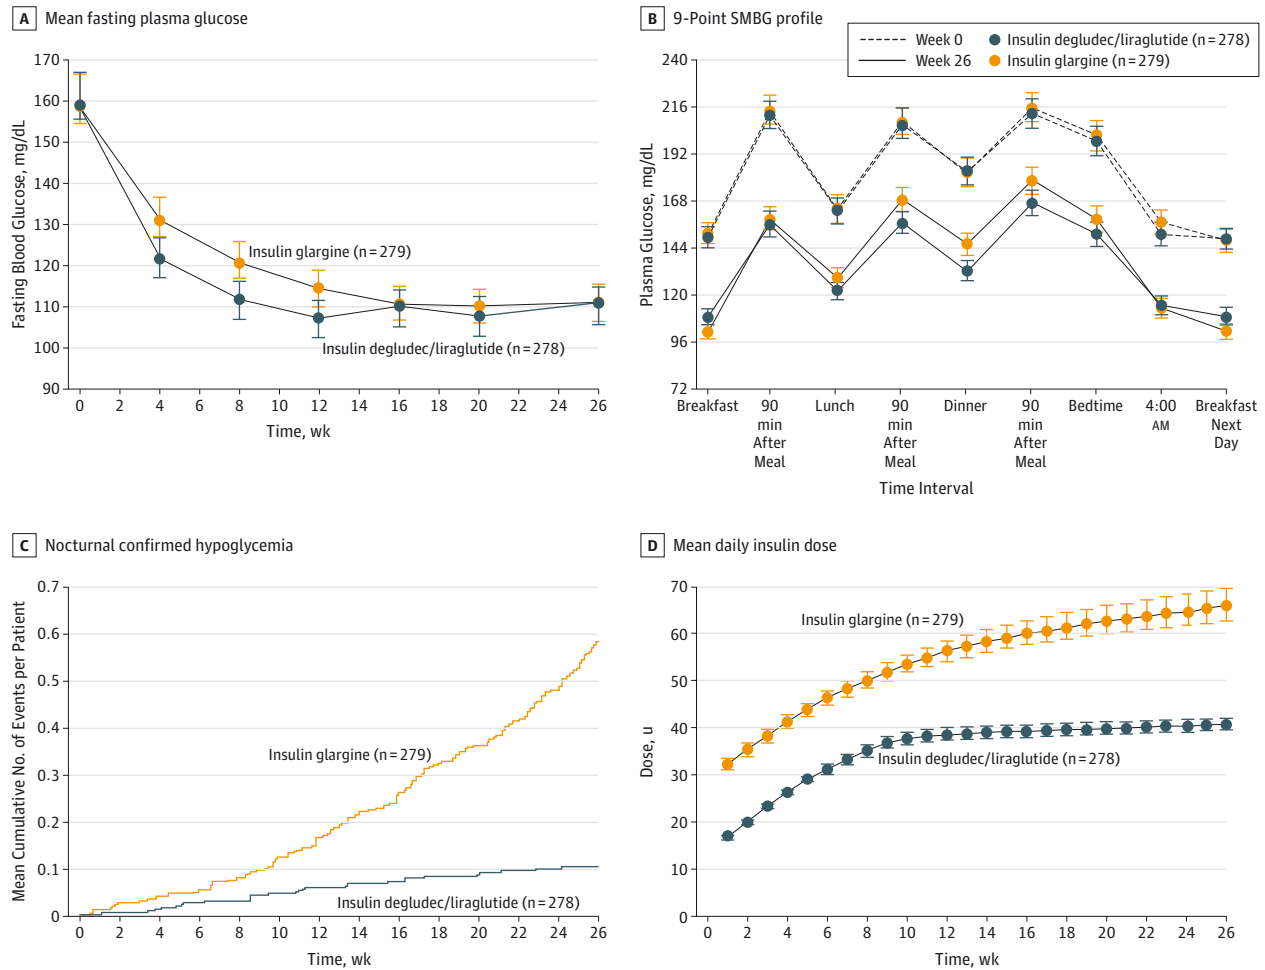 A Mean fasting plasma glucose
170
160
150
140
130
120
110
100
90
Fasting Blood Glucose, mg/dL
Insulin glargine (n=279)
Insulin degludec/liraglutide (n=278)
0 2 4 6 8 10 12 14 16 18 20 22 24 26
Time, wk
B 9-Point SMBG profile
Week 0 Insulin degludec/liraglutide (n=278)
Week 26 Insulin glargine (n=279)
240
216
192
168
144
120
96
72
Plasma Glucose, mg/dL
Breakfast
90
min
After
Meal
Lunch
90
min
After
Meal
Dinner
90
min
After
Meal
Bedtime
4:00
AM
Breakfast
Next
Day
Time Interval
C Nocturnal confirmed hypoglycemia
0.7
0.6
0.5
0.4
0.3
0.2
0.1
0
Mean Cumulative No. of Events per Patient
Insulin glargine (n=279)
Insulin degludec/liraglutide (n=278)
0 2 4 6 8 10 12 14 16 18 20 22 24 26
Time, wk
D Mean daily insulin dose
70
60
50
40
30
20
10
0
Dose, u
Insulin glargine (n=279)
Insulin degludec/liraglutide (n=278)
0 2 4 6 8 10 12 14 16 18 20 22 24 26
Time, wk